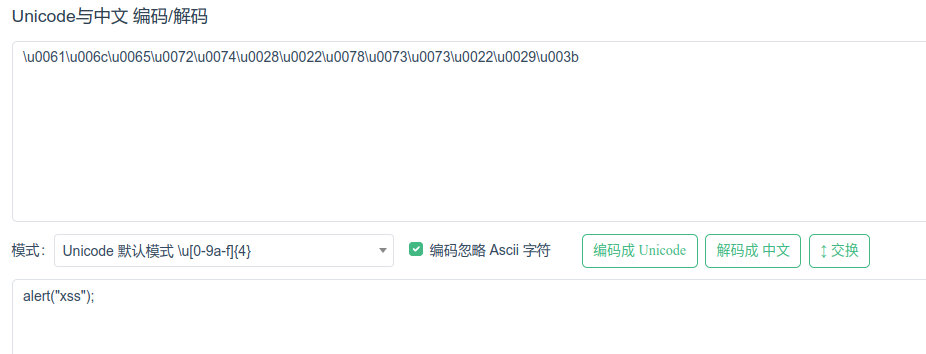 Unicode与中文 编码/解码
\u0061\u006c\u0065\u0072\u0074\u0028\u0022\u0078\u0073\u0073\u0022\u0029\u003b
模式： Unicode 默认模式 \u[0-9a-f]{4} 编码忽略 Ascii 字符 编码成 Unicode 解码成 中文 ↕ 交换
alert("xss");